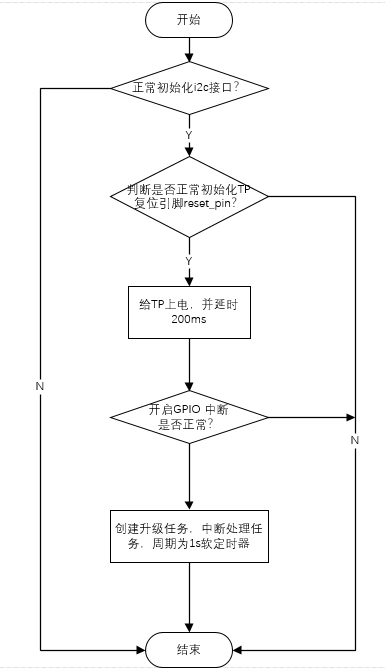 开始
正常初始化i2c接口?
Y
判断是否正常初始化TP
复位引脚reset_pin?
Y
给TP上电，并延时
200ms
N
开启GPIO 中断
是否正常?
N
创建升级任务，中断处理任
务，周期为1s软定时器
结束